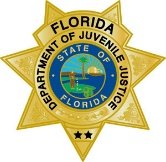 FLORIDA
DEPARTMENT OF JUVENILE JUSTICE
STATE OF
FLORIDA